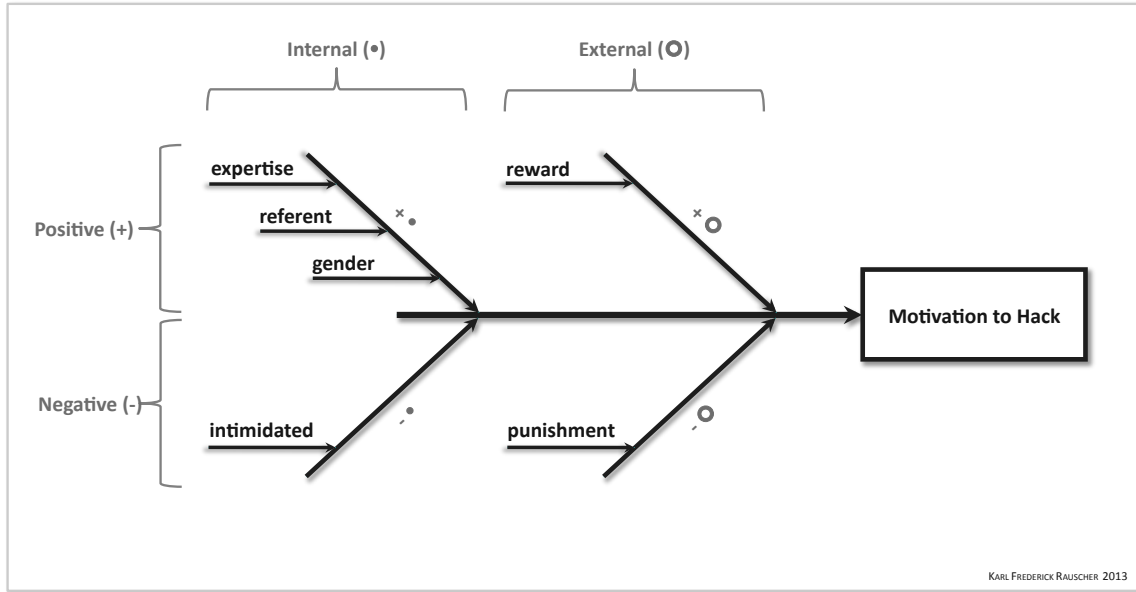 Internal (•)
External (O)
expertise
reward
referent
Positive (+)
gender
Motivation to Hack
Negative (-)
intimidated
punishment
KARL FREDERICK RAUSCHER 2013